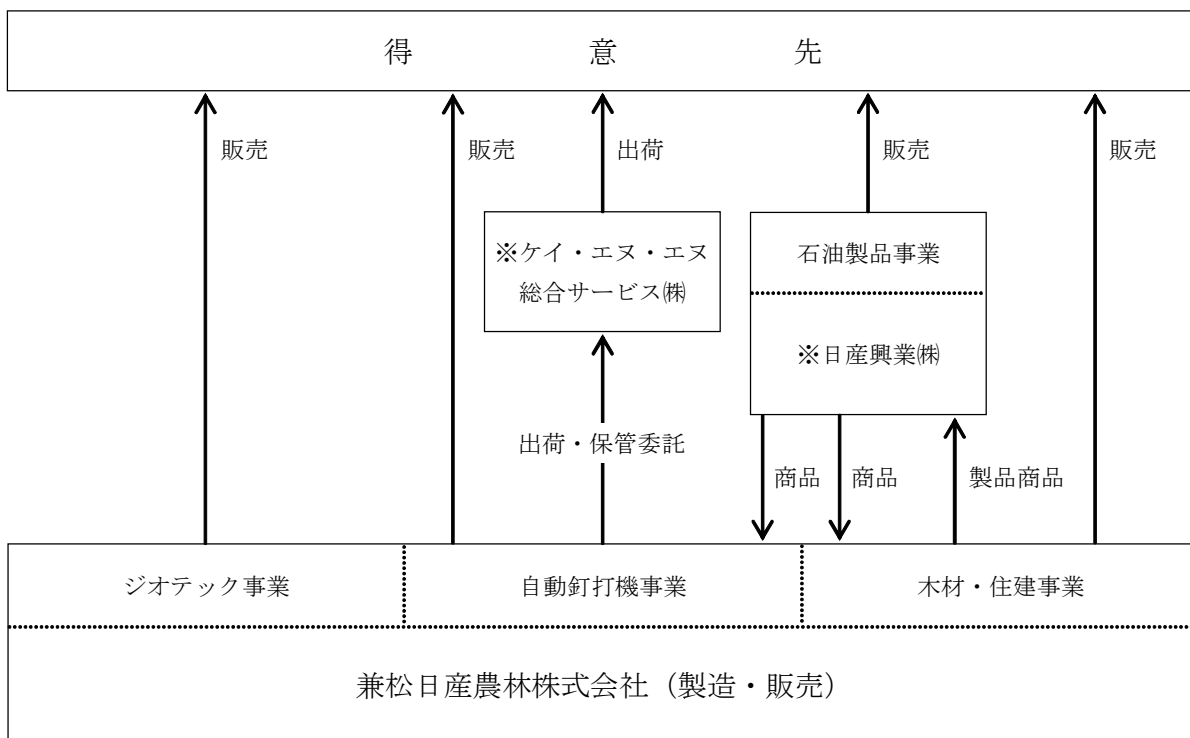 得意先
販売
販売
出荷
販売
販売
※ケイ・エヌ・エヌ
総合サービス㈱
石油製品事業
※日産興業㈱
出荷・保管委託
商品
商品
製品商品
ジオテック事業
自動釘打機事業
木材・住建事業
兼松日産農林株式会社（製造・販売）